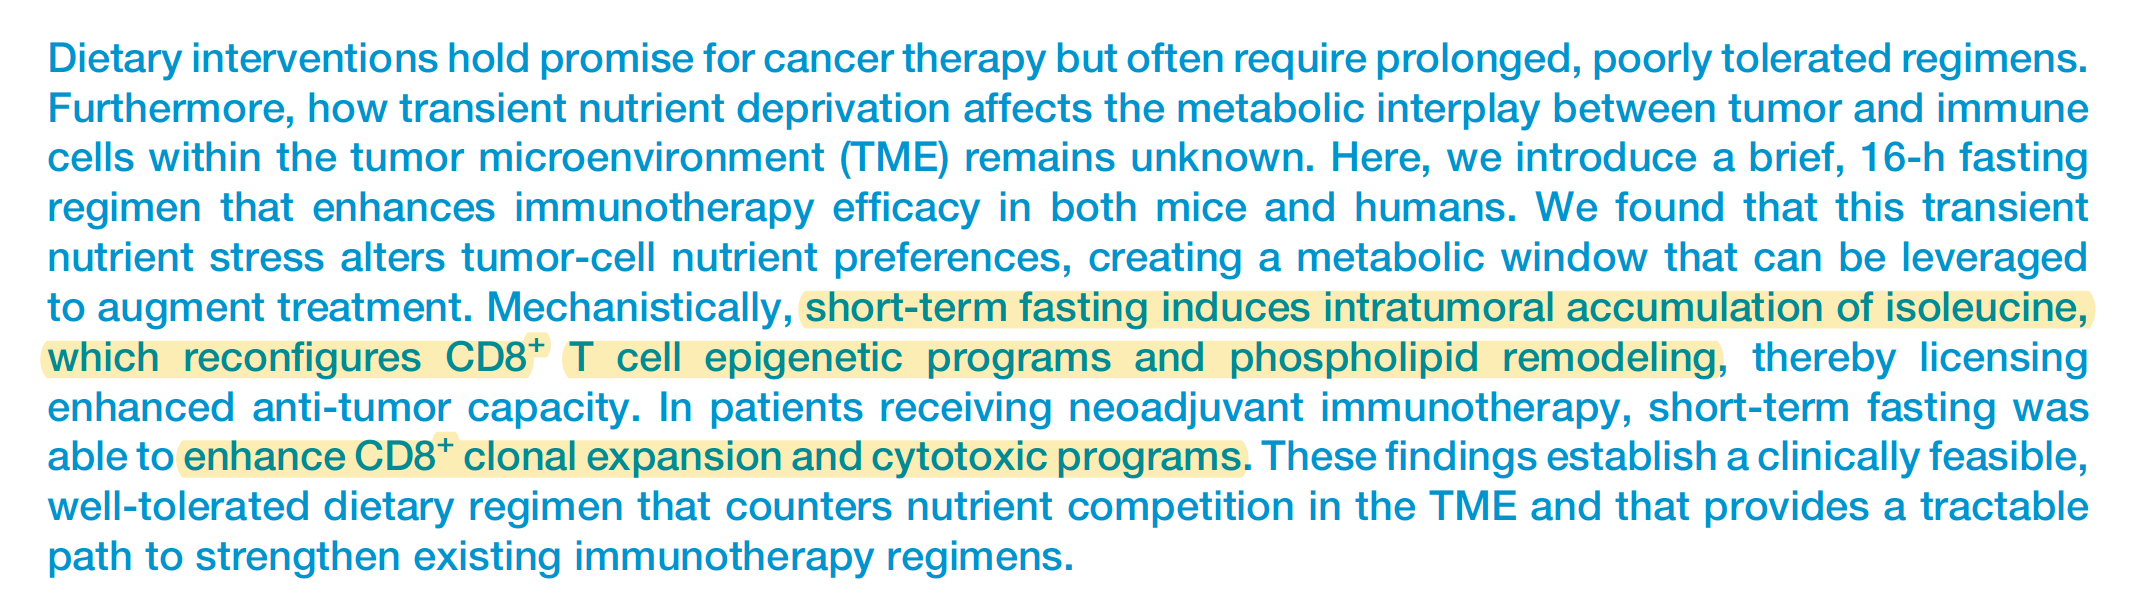 Dietary interventions hold promise for cancer therapy but often require prolonged, poorly tolerated regimens.
Furthermore, how transient nutrient deprivation affects the metabolic interplay between tumor and immune
cells within the tumor microenvironment (TME) remains unknown. Here, we introduce a brief, 16-h fasting
regimen that enhances immunotherapy efficacy in both mice and humans. We found that this transient
nutrient stress alters tumor-cell nutrient preferences, creating a metabolic window that can be leveraged
to augment treatment. Mechanistically, short-term fasting induces intratumoral accumulation of isoleucine,
which reconfigures CD8⁺ T cell epigenetic programs and phospholipid remodeling, thereby licensing
enhanced anti-tumor capacity. In patients receiving neoadjuvant immunotherapy, short-term fasting was
able to enhance CD8⁺ clonal expansion and cytotoxic programs. These findings establish a clinically feasible,
well-tolerated dietary regimen that counters nutrient competition in the TME and that provides a tractable
path to strengthen existing immunotherapy regimens.